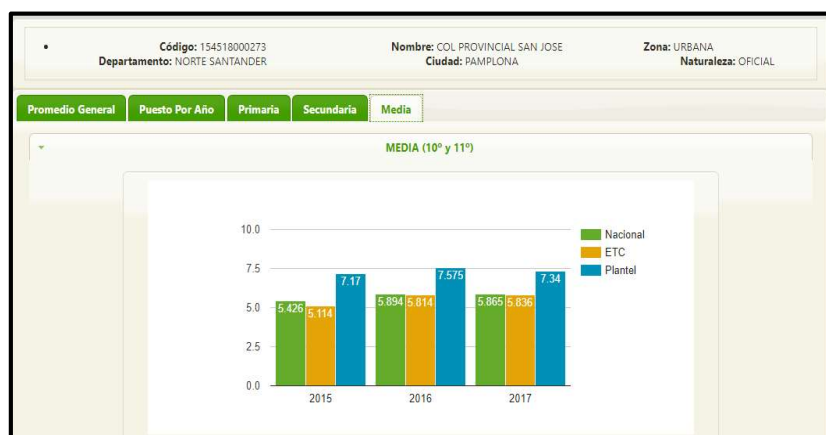 Código: 154518000273 Nombre: COL PROVINCIAL SAN JOSE Zona: URBANA
Departamento: NORTE SANTANDER Ciudad: PAMPLONA Naturaleza: OFICIAL
Promedio General Puesto Por Año Primaria Secundaria Media
MEDIA (10º y 11º)
10.0
7.5
5.0
2.5
0.0
5.426 5.114 7.17
5.894 5.814 7.575
5.865 5.836 7.34
2015 2016 2017
Nacional
ETC
Plantel